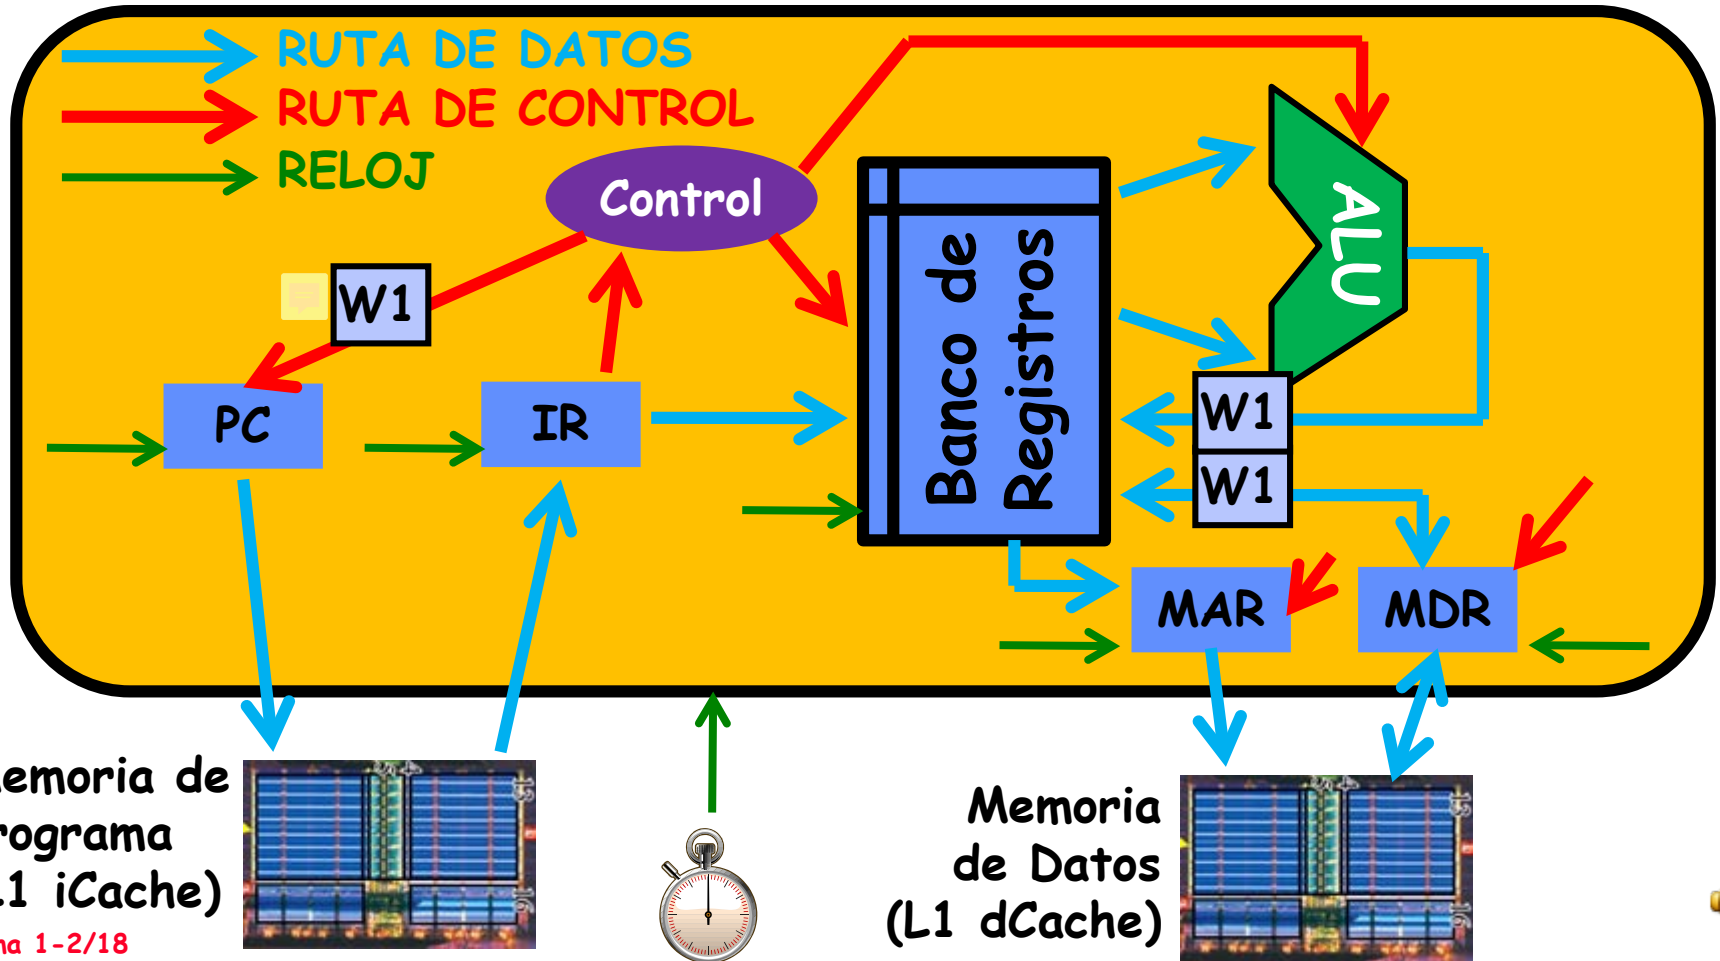 RUTA DE DATOS
RUTA DE CONTROL
RELOJ
Control
W1
PC
IR
Banco de
Registros
ALU
W1
W1
MAR
MDR
emoria de
rograma
1 iCache)
Memoria
de Datos
(L1 dCache)
na 1-2/18